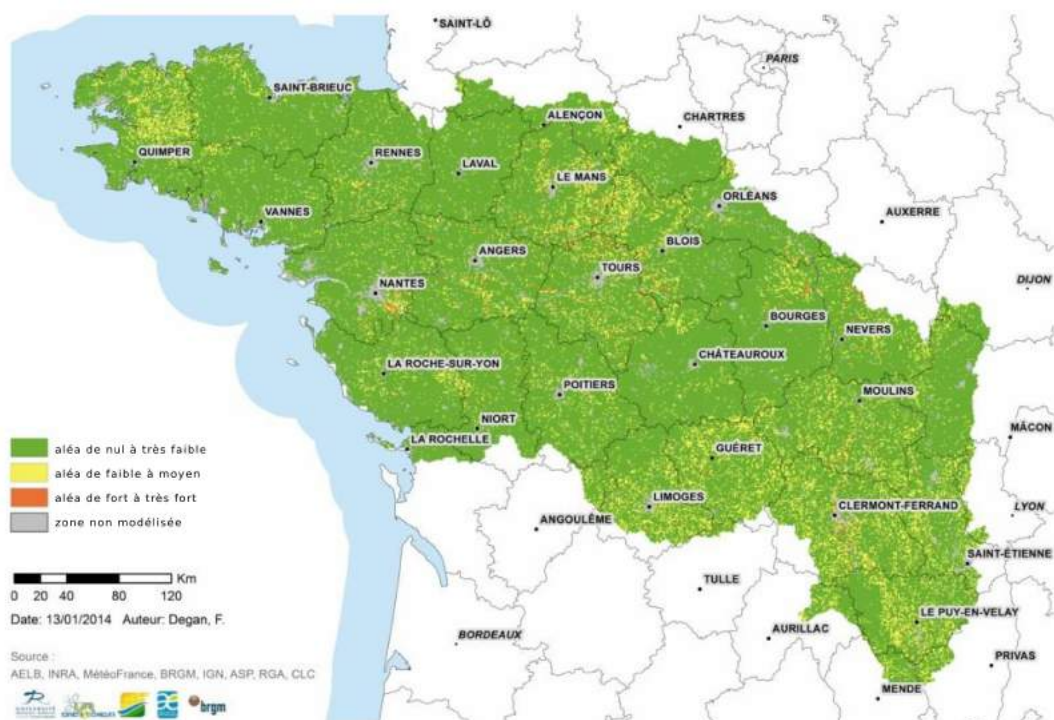 SAINT-LÔ
PARIS
SAINT-BRIEUC
ALENÇON
CHARTRES
QUIMPER
RENNES
LAVAL
LE MANS
ORLÉANS
VANNES
AUXERRE
ANGERS
BLOIS
TOURS
DIJON
NANTES
BOURGES
NEVERS
LA ROCHE-SUR-YON
CHÂTEAUROUX
POITIERS
MOULINS
NIORT
MÂCON
LA ROCHELLE
GUÉRET
aléa de nul à très faible
aléa de faible à moyen
aléa de fort à très fort
zone non modélisée
LIMOGES
CLERMONT-FERRAND
ANGOULÊME
LYON
SAINT-ÉTIENNE
TULLE
0 20 40 80 120 Km
LE PUY-EN-VELAY
Date: 13/01/2014 Auteur: Degan, F.
BORDEAUX
AURILLAC
PRIVAS
Source :
AELB, INRA, MétéoFrance, BRGM, IGN, ASP, RGA, CLC
MENDE
brgm